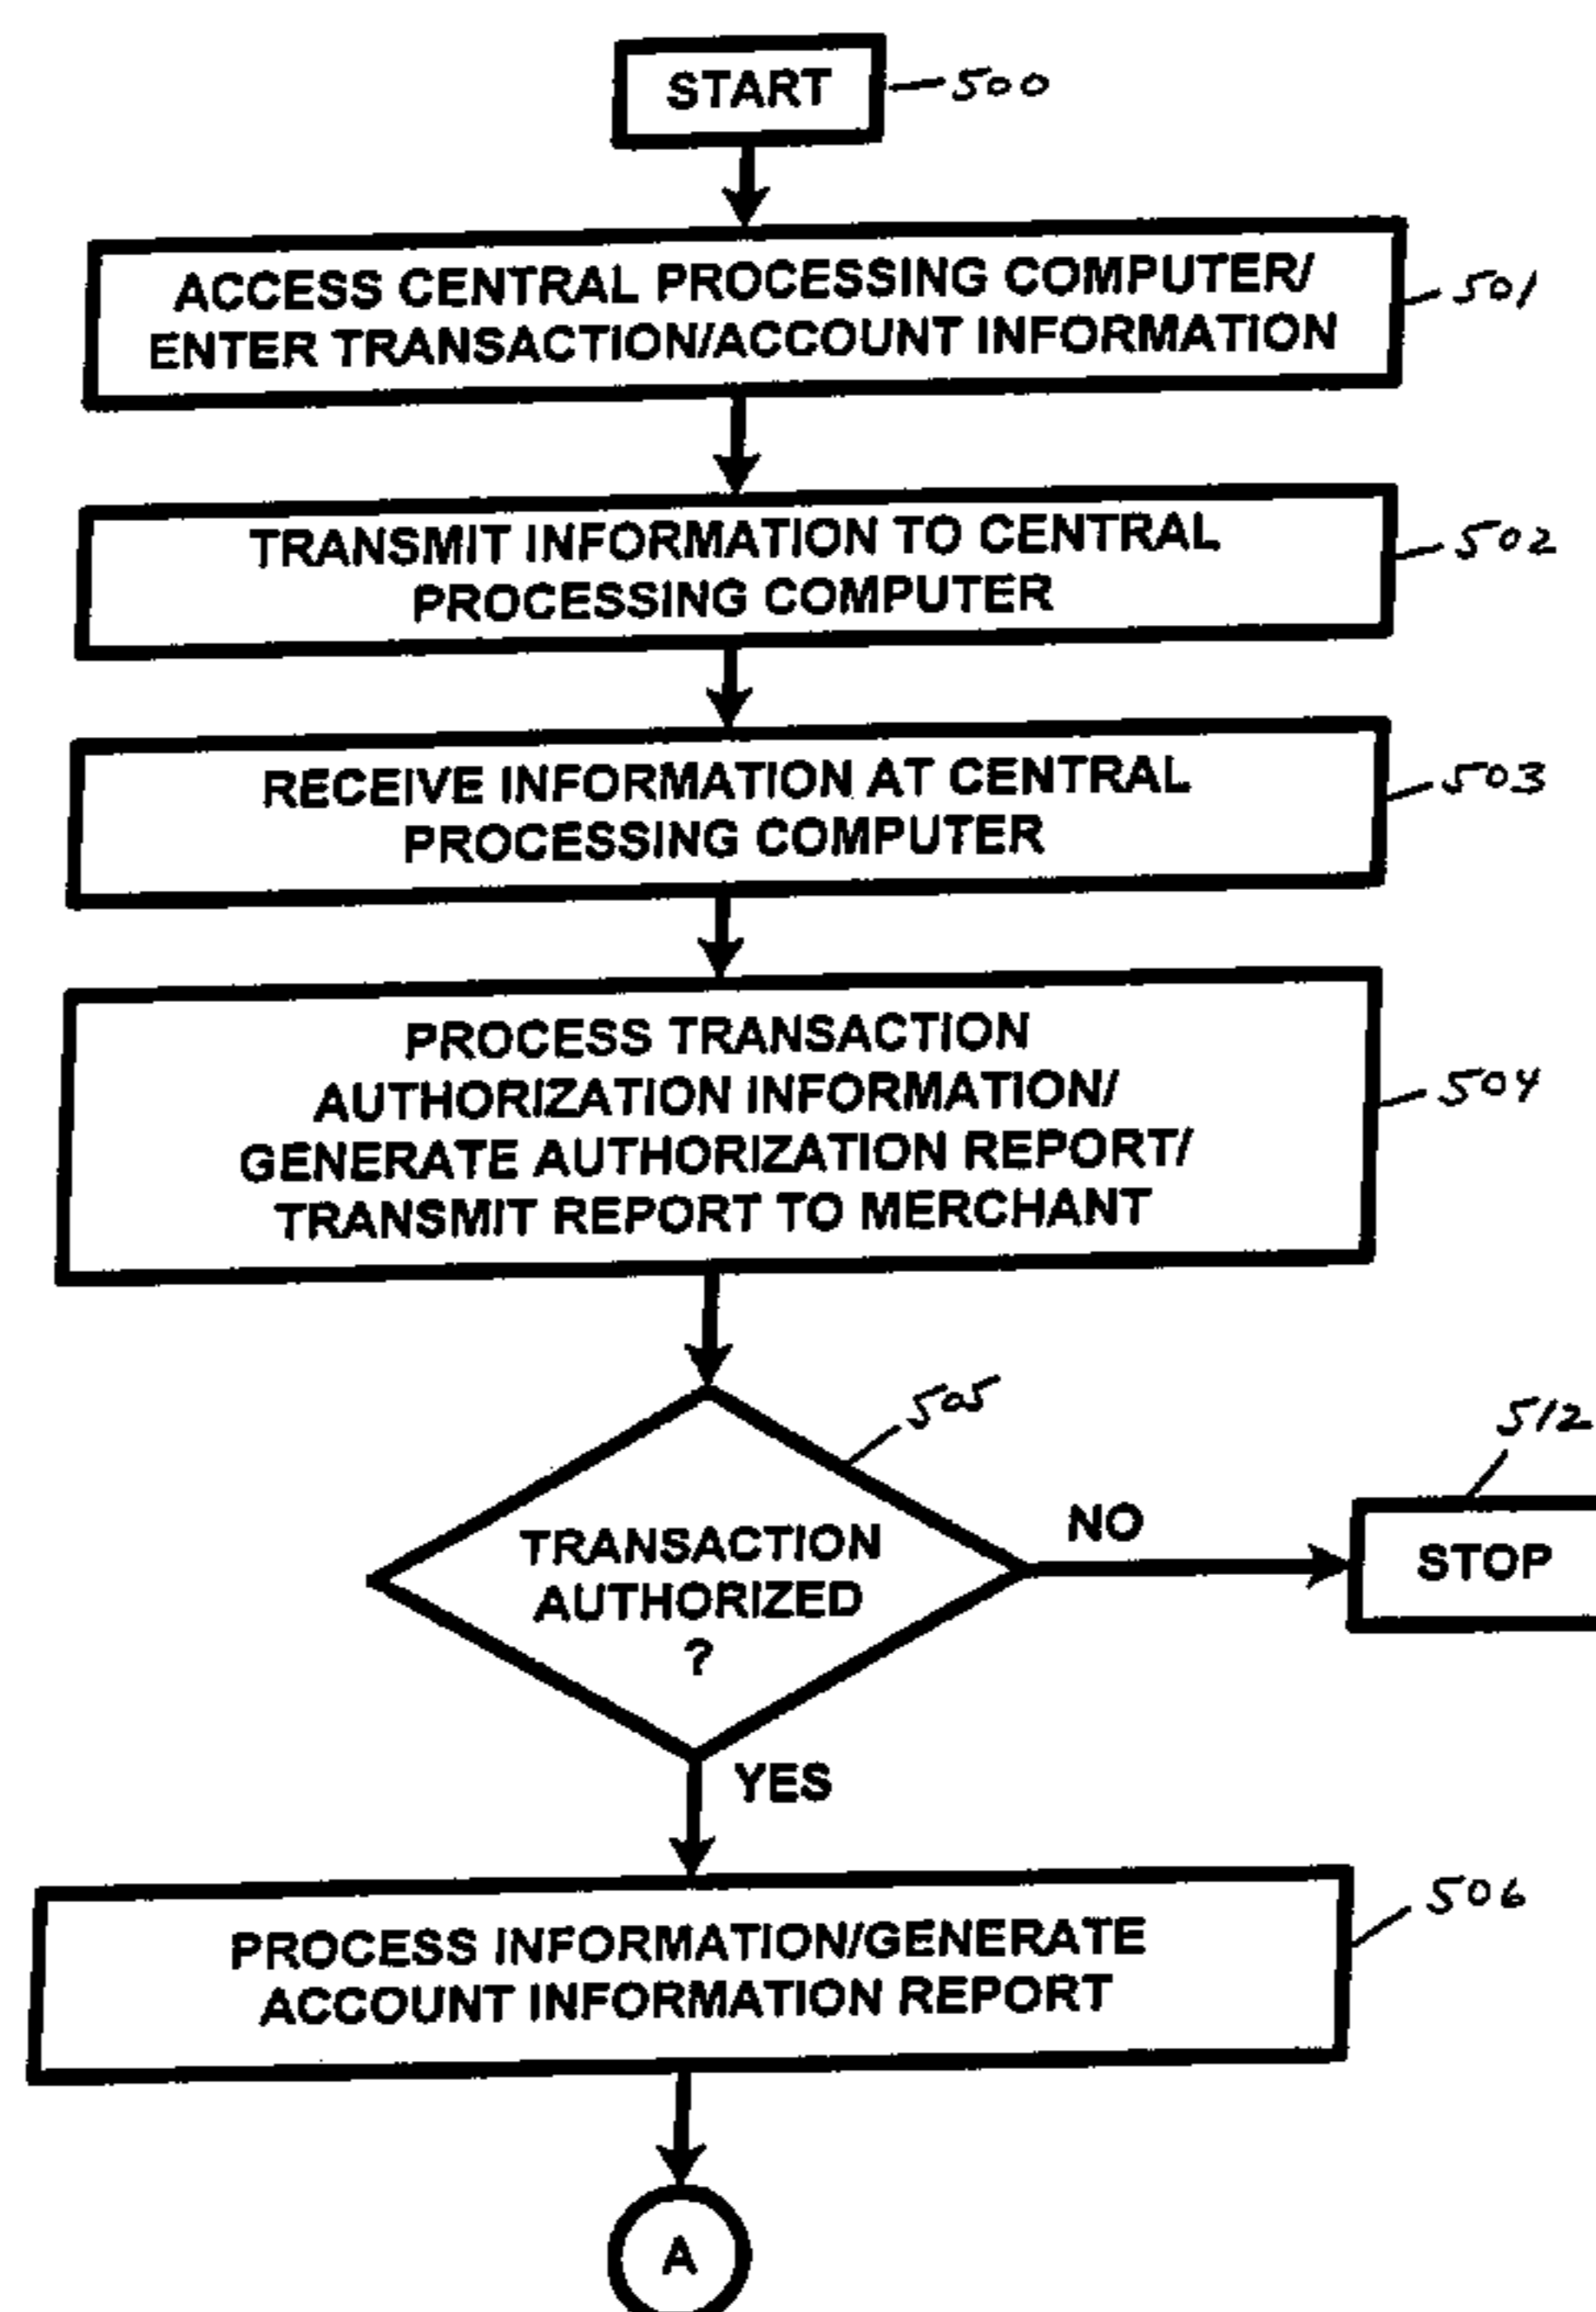 START
500
ACCESS CENTRAL PROCESSING COMPUTER/
ENTER TRANSACTION/ACCOUNT INFORMATION
501
TRANSMIT INFORMATION TO CENTRAL
PROCESSING COMPUTER
502
RECEIVE INFORMATION AT CENTRAL
PROCESSING COMPUTER
503
PROCESS TRANSACTION
AUTHORIZATION INFORMATION/
GENERATE AUTHORIZATION REPORT/
TRANSMIT REPORT TO MERCHANT
504
505
TRANSACTION
AUTHORIZED
?
NO
512
STOP
YES
PROCESS INFORMATION/GENERATE
ACCOUNT INFORMATION REPORT
506
A